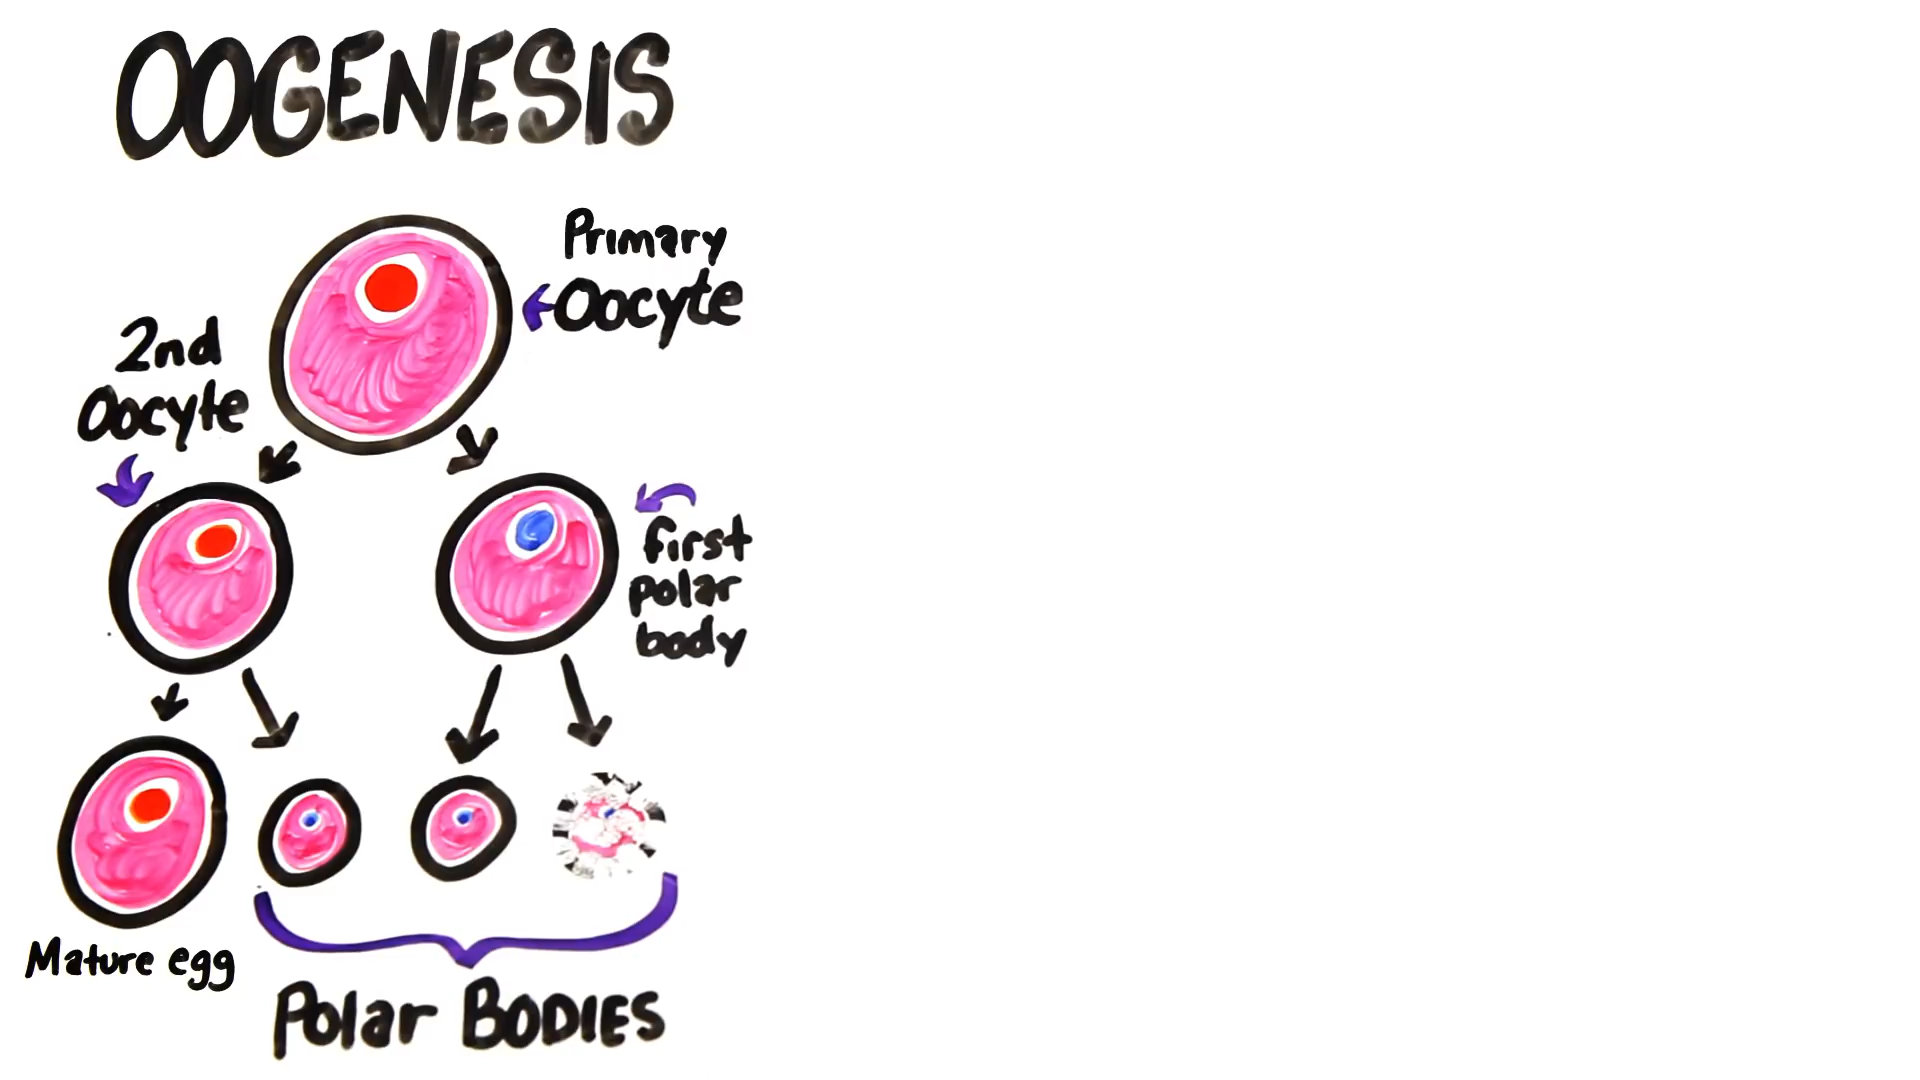 OOGENESIS
Primary
Oocyte
2nd
Oocyte
first
polar
body
Mature egg
Polar BODIES